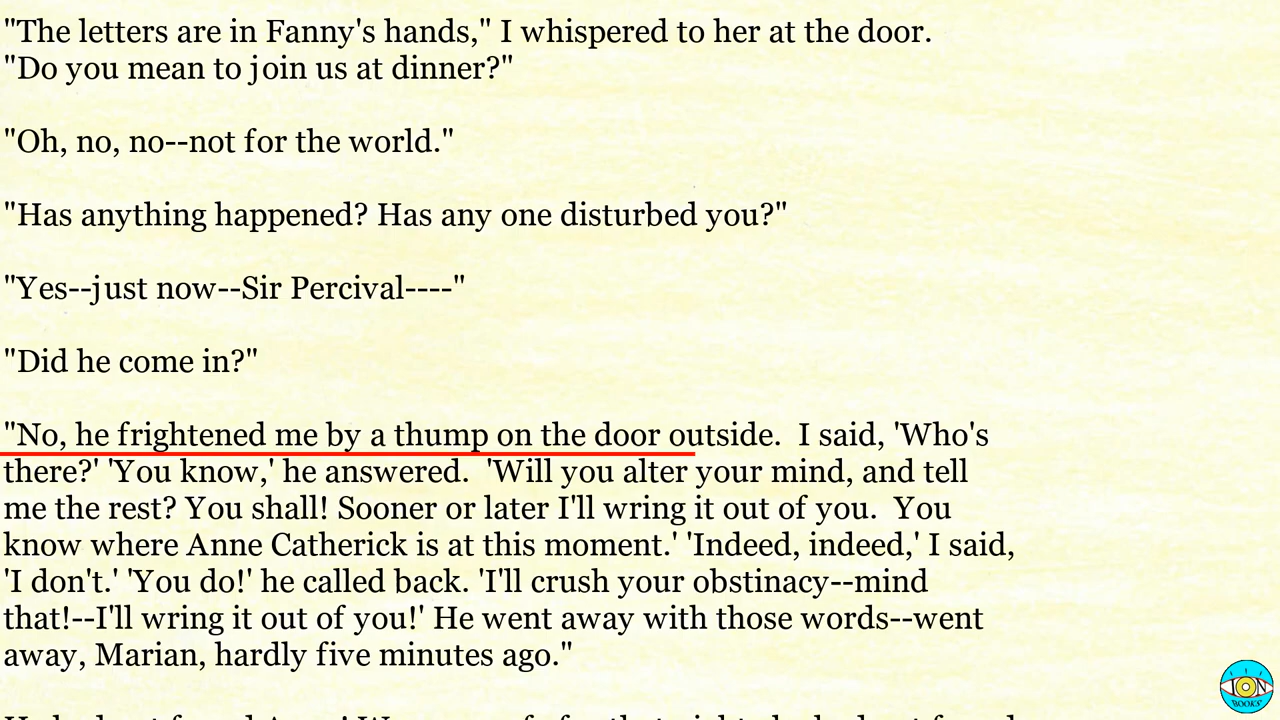 "The letters are in Fanny's hands," I whispered to her at the door.
"Do you mean to join us at dinner?"
"Oh, no, no--not for the world."
"Has anything happened? Has any one disturbed you?"
"Yes--just now--Sir Percival----"
"Did he come in?"
"No, he frightened me by a thump on the door outside.  I said, 'Who's
there?' 'You know,' he answered.  'Will you alter your mind, and tell
me the rest? You shall! Sooner or later I'll wring it out of you.  You
know where Anne Catherick is at this moment.' 'Indeed, indeed,' I said,
'I don't.' 'You do!' he called back. 'I'll crush your obstinacy--mind
that!--I'll wring it out of you!' He went away with those words--went
away, Marian, hardly five minutes ago."
ION
BOOKS